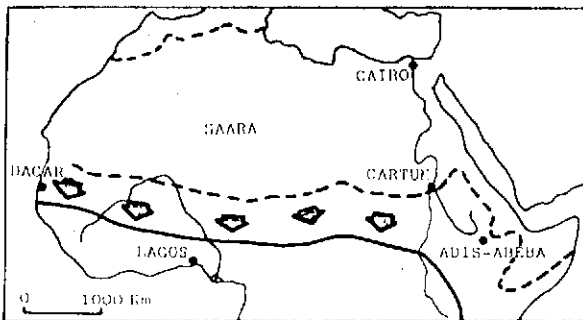 CAIRO
SAARA
DACAR
CARTUM
ADIS-ABEBA
LAGOS
0 1000 Km